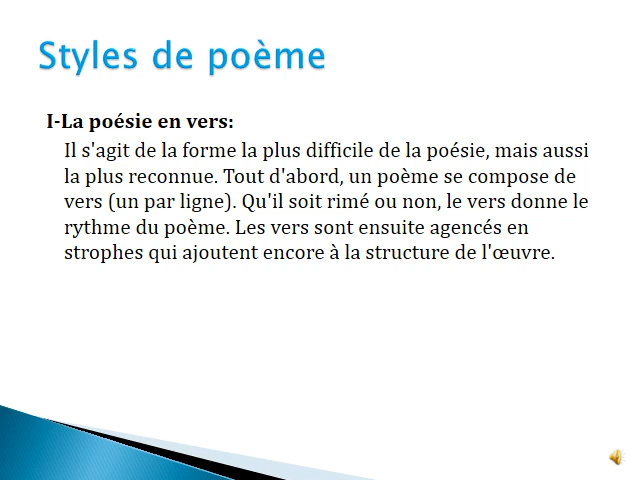 Styles de poème
I-La poésie en vers:
Il s'agit de la forme la plus difficile de la poésie, mais aussi
la plus reconnue. Tout d'abord, un poème se compose de
vers (un par ligne). Qu'il soit rimé ou non, le vers donne le
rythme du poème. Les vers sont ensuite agencés en
strophes qui ajoutent encore à la structure de l'œuvre.